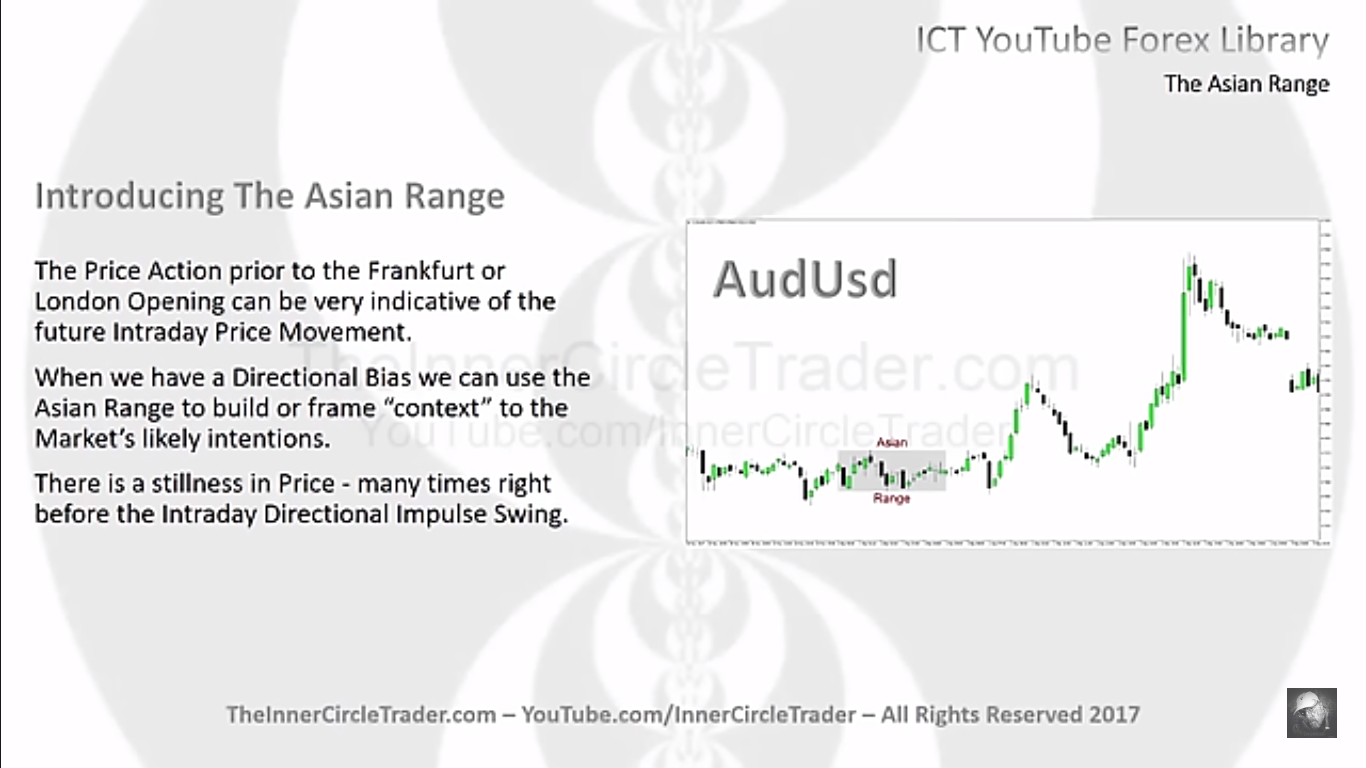 ICT YouTube Forex Library
The Asian Range
Introducing The Asian Range
The Price Action prior to the Frankfurt or
London Opening can be very indicative of the
future Intraday Price Movement.
When we have a Directional Bias we can use the
Asian Range to build or frame “context” to the
Market’s likely intentions.
There is a stillness in Price - many times right
before the Intraday Directional Impulse Swing.
AudUsd
Asian
Range
TheInnerCircleTrader.com
YouTube.com/InnerCircleTrader
TheInnerCircleTrader.com – YouTube.com/InnerCircleTrader – All Rights Reserved 2017